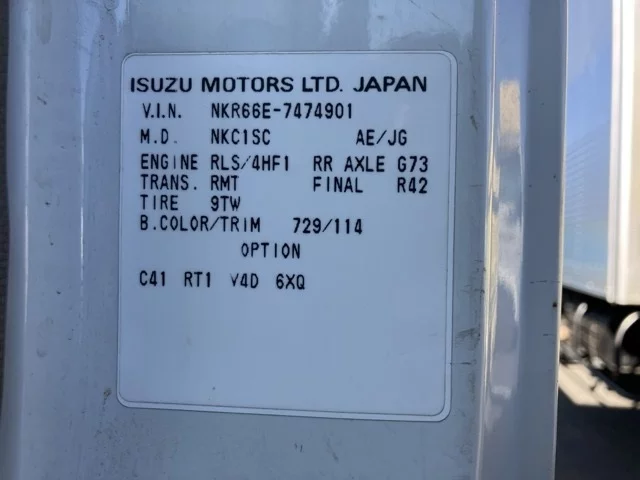 ISUZU MOTORS LTD. JAPAN
V.I.N. NKR66E-7474901
M.D. NKC1SC AE/JG
ENGINE RLS/4HF1 RR AXLE G73
TRANS. RMT FINAL R42
TIRE 9TW
B.COLOR/TRIM 729/114
OPTION
C41 RT1 V4D 6XQ